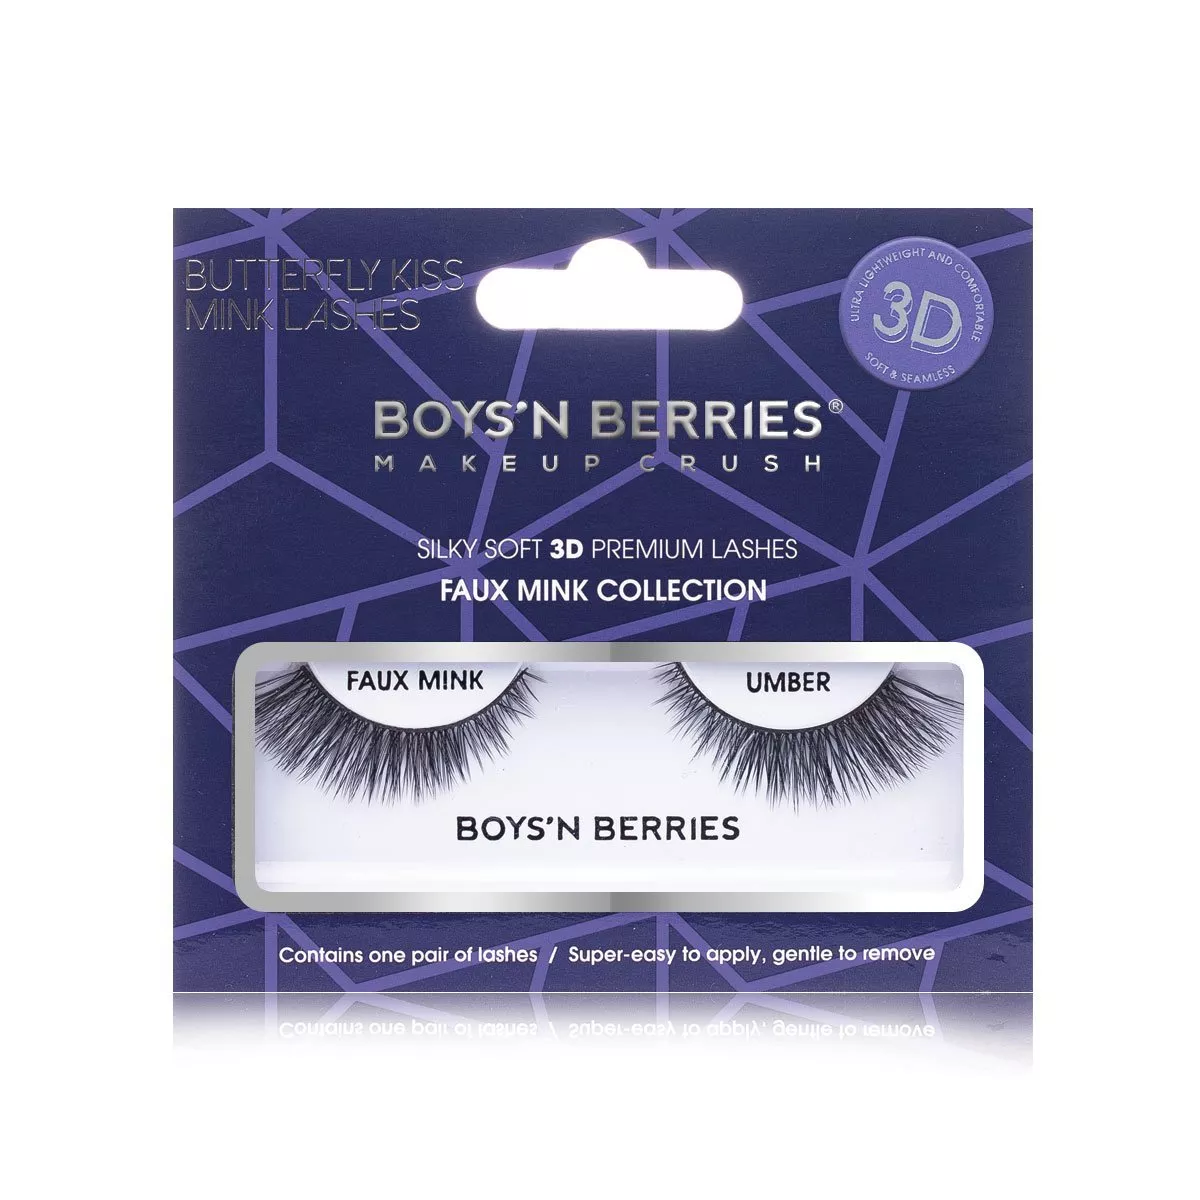 BUTTERFLY KISS
MINK LASHES
ULTRA LIGHTWEIGHT AND COMFORTABLE
3D
SOFT & SEAMLESS
BOYS'N BERRIES®
MAKEUP CRUSH
SILKY SOFT 3D PREMIUM LASHES
FAUX MINK COLLECTION
FAUX MINK
UMBER
BOYS'N BERRIES
Contains one pair of lashes / Super-easy to apply, gentle to remove